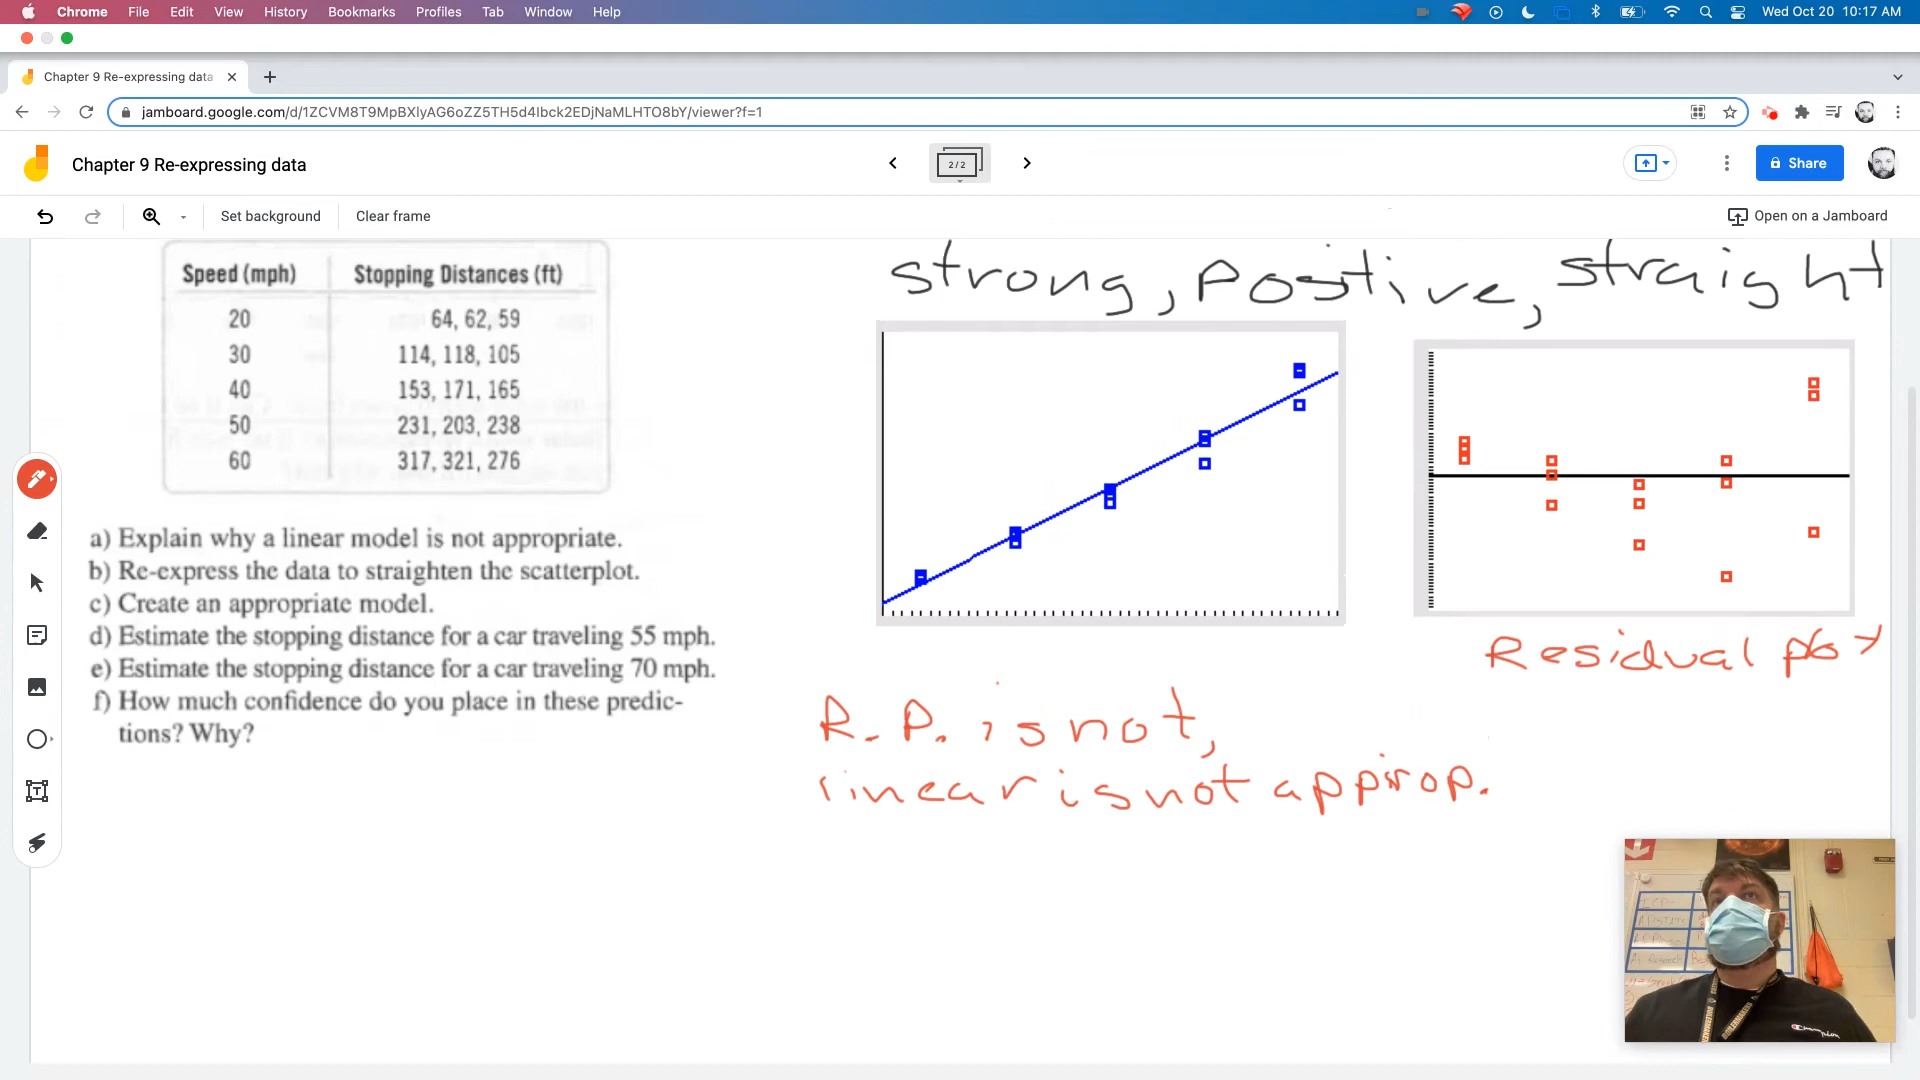 Chrome File Edit View History Bookmarks Profiles Tab Window Help Wed Oct 20 10:17 AM
Chapter 9 Re-expressing data
jamboard.google.com/d/1ZCVM8T9MpBXlyAG6oZZ5TH5d4Ibck2EDjNaMLHTO8bY/viewer?f=1
Chapter 9 Re-expressing data 2 / 2 Share
Set background Clear frame Open on a Jamboard
strong, Positive, straight
Speed (mph) Stopping Distances (ft)
20 64, 62, 59
30 114, 118, 105
40 153, 171, 165
50 231, 203, 238
60 317, 321, 276
a) Explain why a linear model is not appropriate.
b) Re-express the data to straighten the scatterplot.
c) Create an appropriate model.
d) Estimate the stopping distance for a car traveling 55 mph.
e) Estimate the stopping distance for a car traveling 70 mph.
f) How much confidence do you place in these predic-
tions? Why?
Residual plot
R.P. is not,
linear is not approp.
Champion